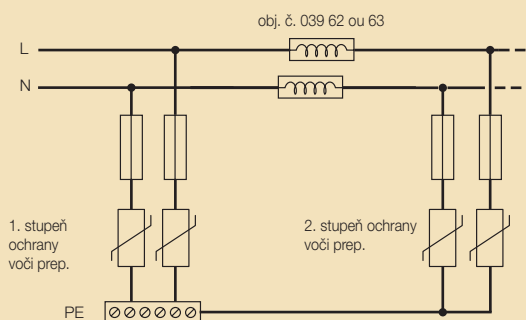 obj. č. 039 62 ou 63
L
N
1. stupeň
ochrany
voči prep.
2. stupeň ochrany
voči prep.
PE